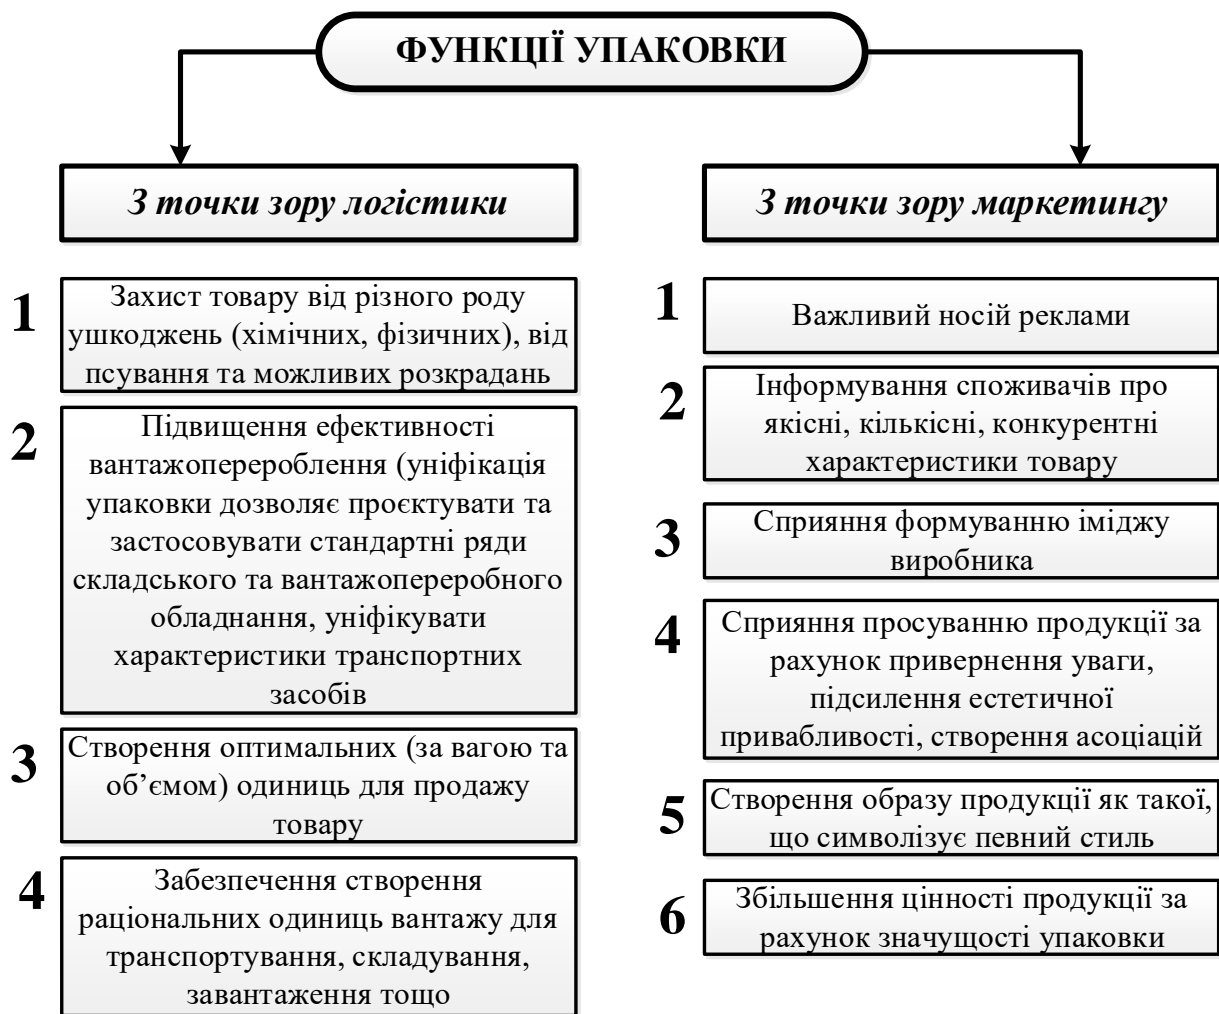 ФУНКЦІЇ УПАКОВКИ
З точки зору логістики
1
Захист товару від різного роду
ушкоджень (хімічних, фізичних), від
псування та можливих розкрадань
2
Підвищення ефективності
вантажоперероблення (уніфікація
упаковки дозволяє проєктувати та
застосовувати стандартні ряди
складського та вантажопереробного
обладнання, уніфікувати
характеристики транспортних
засобів
3
Створення оптимальних (за вагою та
об’ємом) одиниць для продажу
товару
4
Забезпечення створення
раціональних одиниць вантажу для
транспортування, складування,
завантаження тощо
З точки зору маркетингу
1
Важливий носій реклами
2
Інформування споживачів про
якісні, кількісні, конкурентні
характеристики товару
3
Сприяння формуванню іміджу
виробника
4
Сприяння просуванню продукції за
рахунок привернення уваги,
підсилення естетичної
привабливості, створення асоціацій
5
Створення образу продукції як такої,
що символізує певний стиль
6
Збільшення цінності продукції за
рахунок значущості упаковки